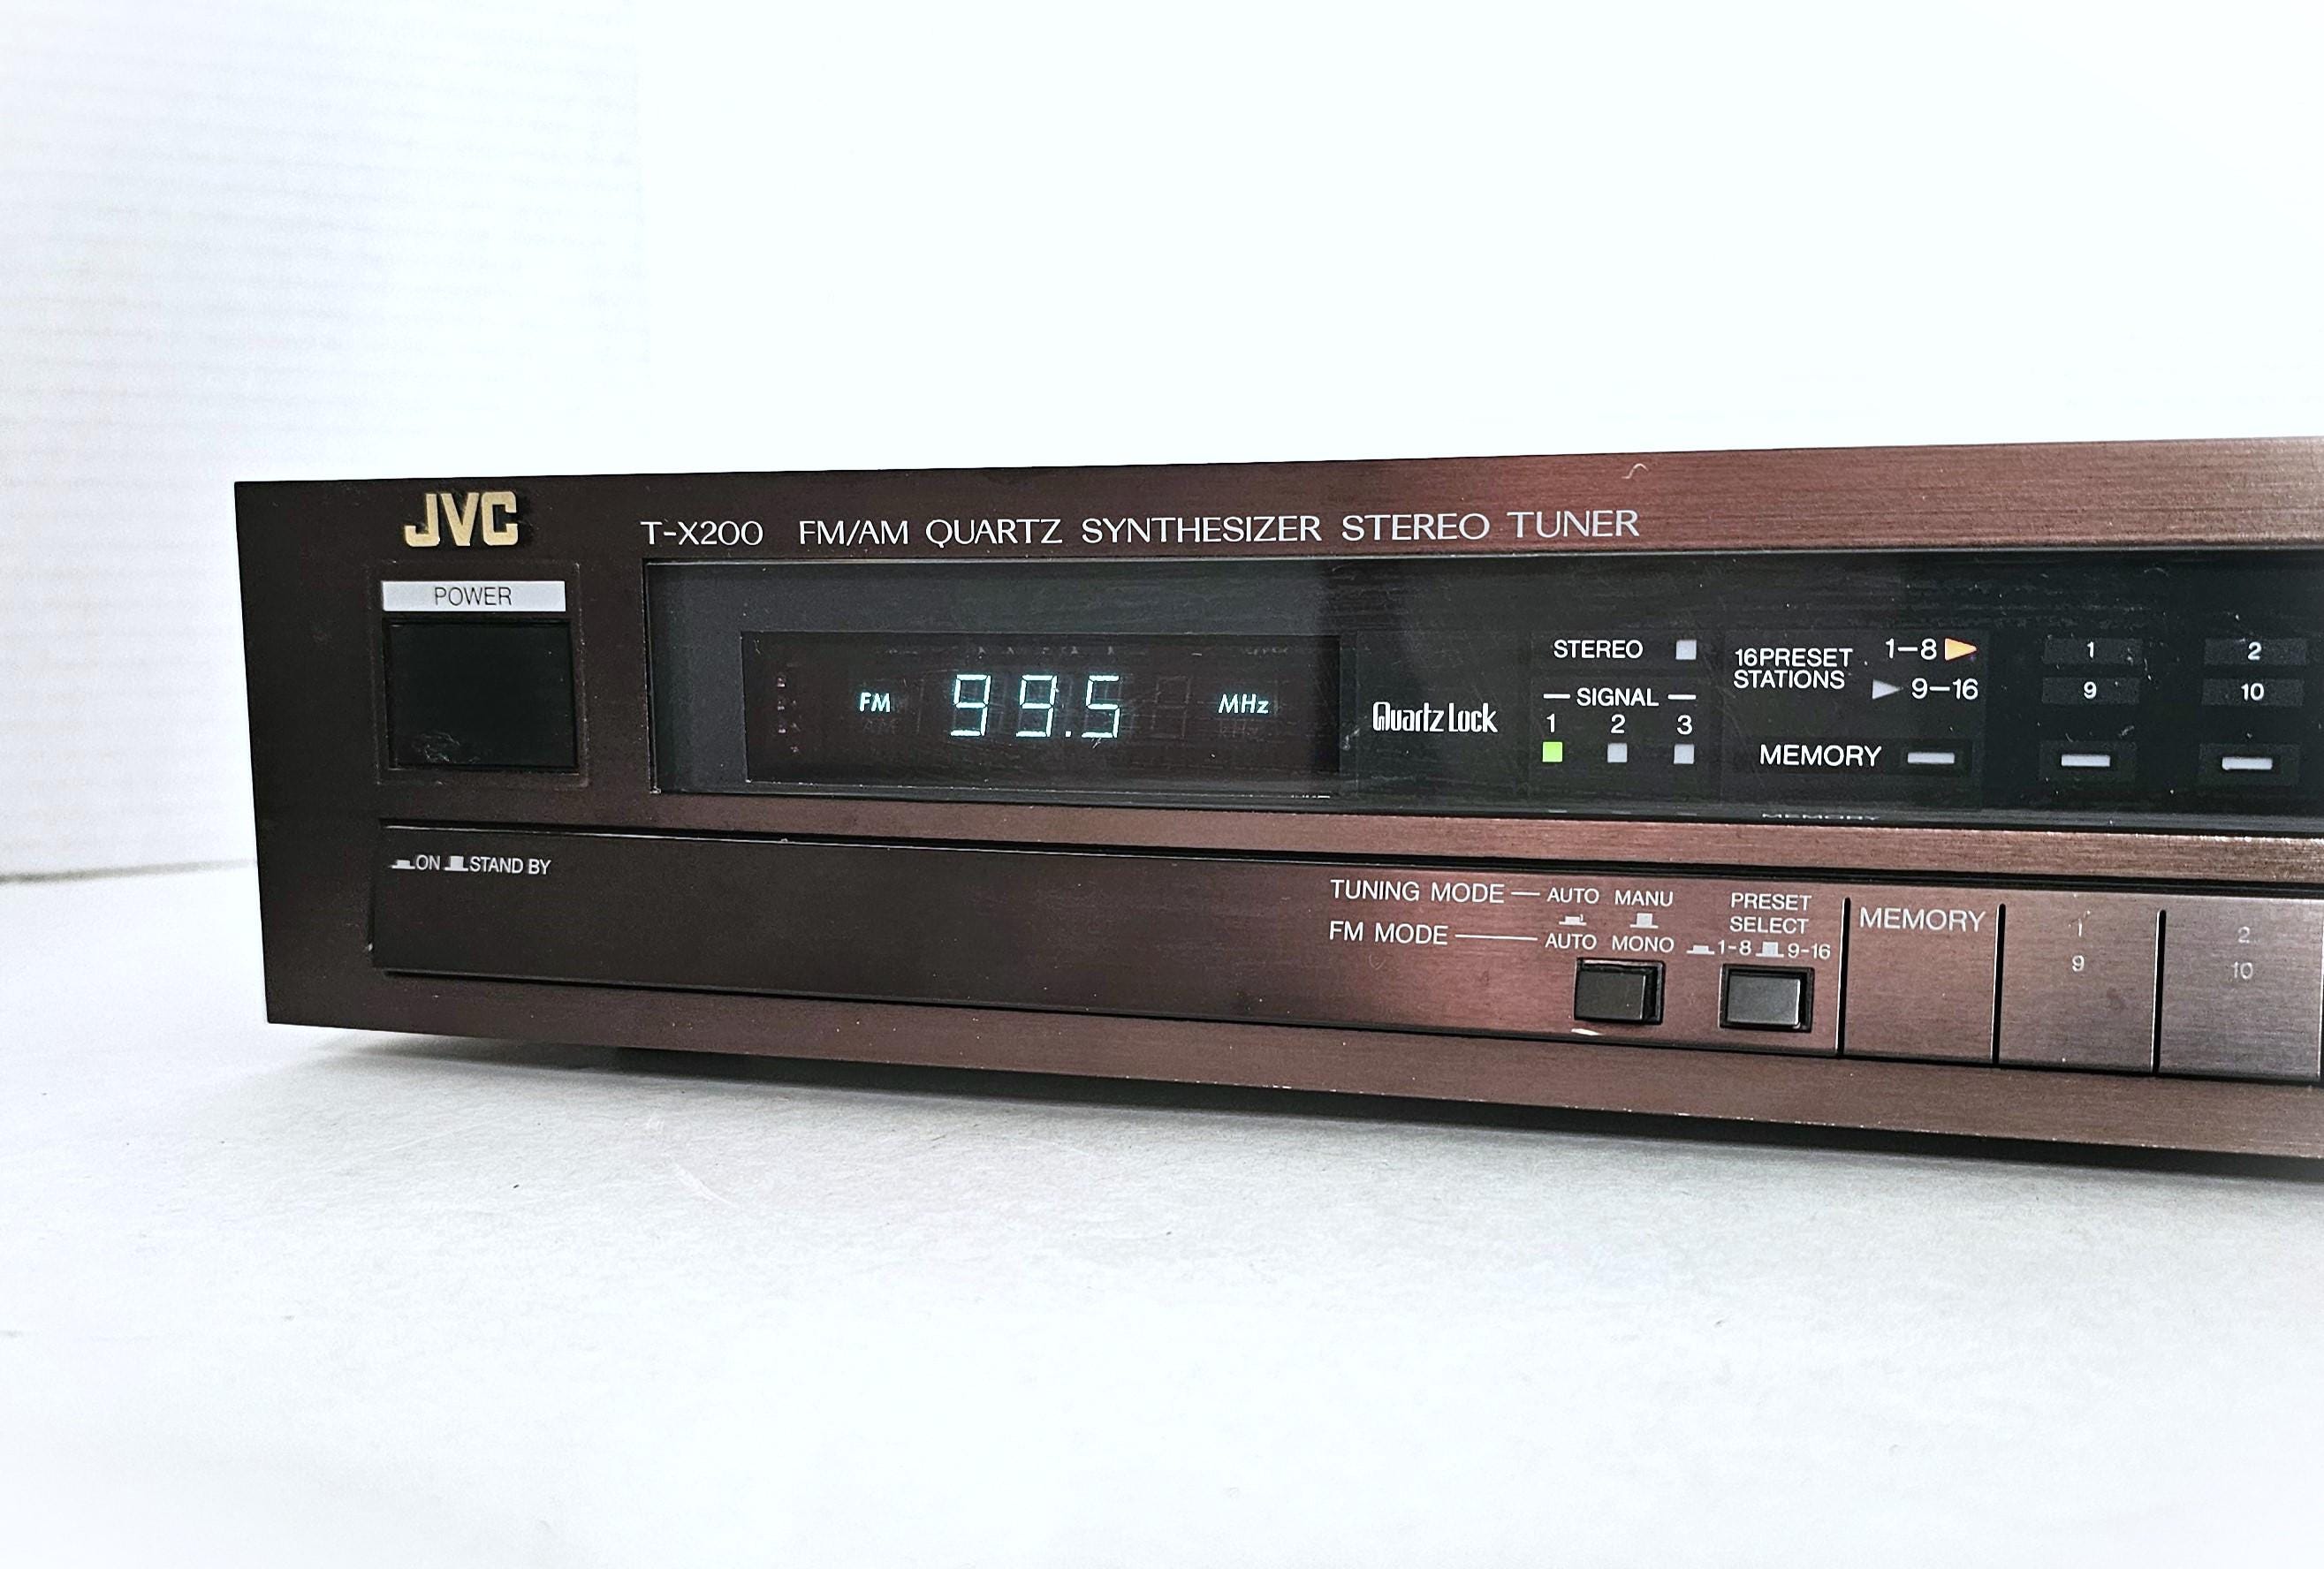 JVC
T-X200 FM/AM QUARTZ SYNTHESIZER STEREO TUNER
POWER
FM 99.5 MHz
Quartz Lock
STEREO
SIGNAL
1 2 3
16PRESET
STATIONS
1-8
9-16
MEMORY
1
9
2
10
ON STAND BY
TUNING MODE AUTO MANU
FM MODE AUTO MONO
PRESET
SELECT
1-8 9-16
MEMORY
1
9
2
10